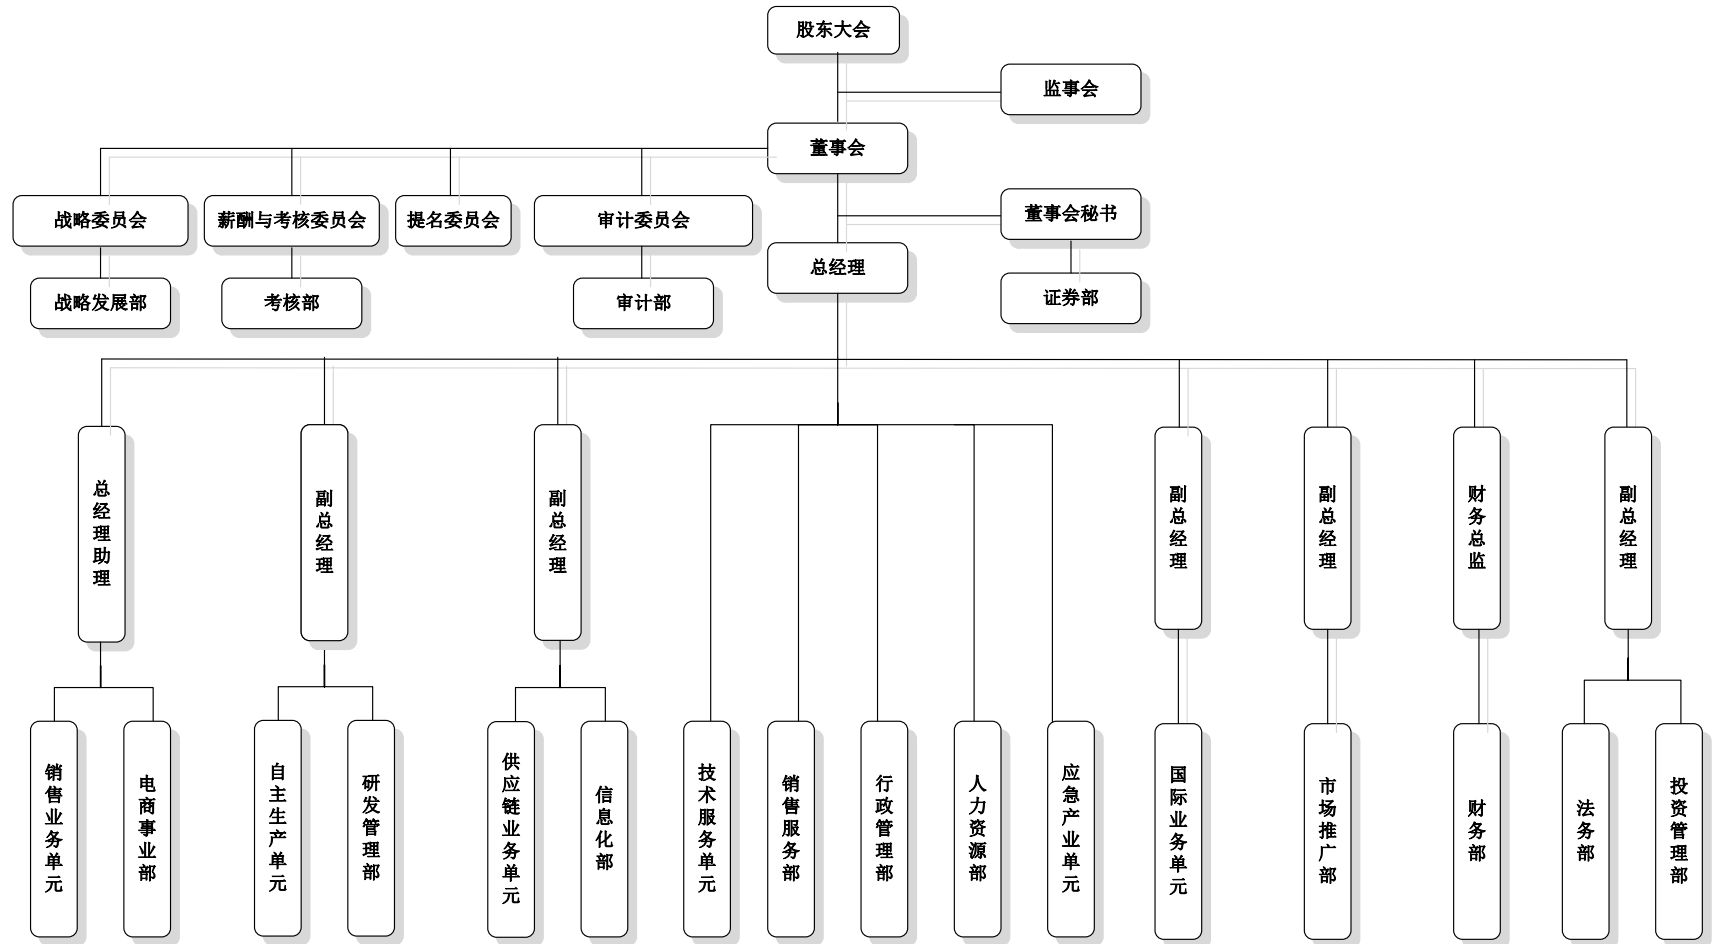 股东大会
监事会
董事会
战略委员会
薪酬与考核委员会
提名委员会
审计委员会
董事会秘书
总经理
战略发展部
考核部
审计部
证券部
总经理助理
副总经理
副总经理
副总经理
副总经理
财务总监
副总经理
销售业务单元
电商事业部
自主生产单元
研发管理部
供应链业务单元
信息化部
技术服务单元
销售服务部
行政管理部
人力资源部
应急产业单元
国际业务单元
市场推广部
财务部
法务部
投资管理部